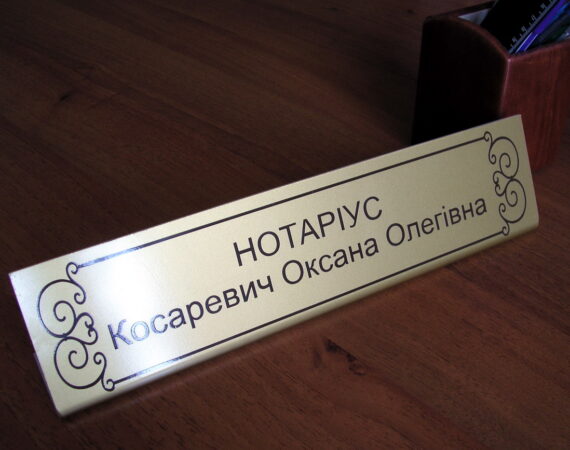 НОТАРІУС
Косаревич Оксана Олегівна